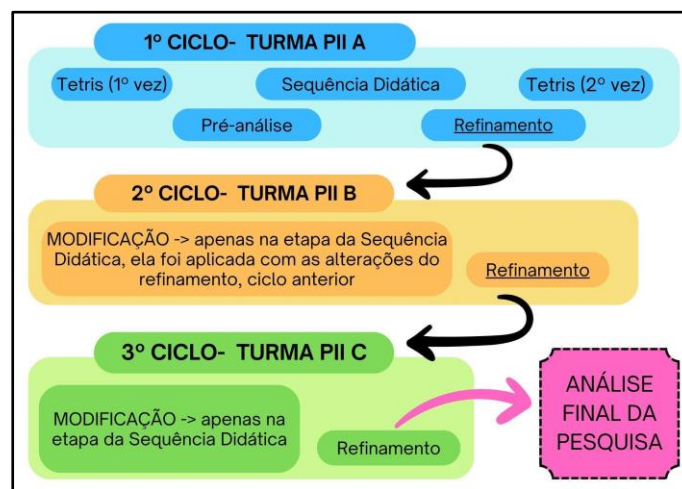 1º CICLO- TURMA PII A
Tetris (1º vez)
Sequência Didática
Tetris (2º vez)
Pré-análise
Refinamento
2º CICLO- TURMA PII B
MODIFICAÇÃO -> apenas na etapa da Sequência
Didática, ela foi aplicada com as alterações do
refinamento, ciclo anterior
Refinamento
3º CICLO- TURMA PII C
MODIFICAÇÃO -> apenas na
etapa da Sequência Didática
Refinamento
ANÁLISE
FINAL DA
PESQUISA